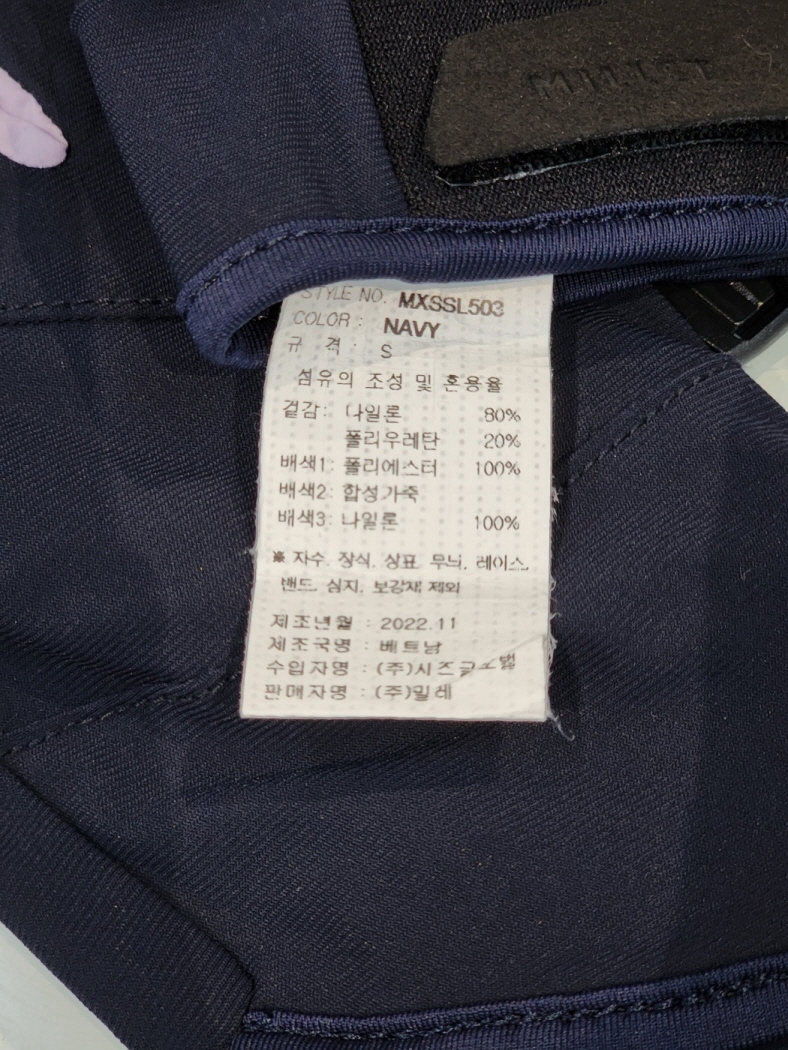 MILLET
STYLE NO. MXSSL503
COLOR : NAVY
규 격 : S
섬유의 조성 및 혼용율
겉감: 나일론 80%
폴리우레탄 20%
배색1: 폴리에스터 100%
배색2: 합성가죽
배색3: 나일론 100%
※ 자수, 장식, 상표, 무늬, 레이스,
밴드, 심지, 보강재 제외
제조년월 : 2022.11
제조국명 : 베트남
수입자명 : (주)시즈글로벌
판매자명 : (주)밀레